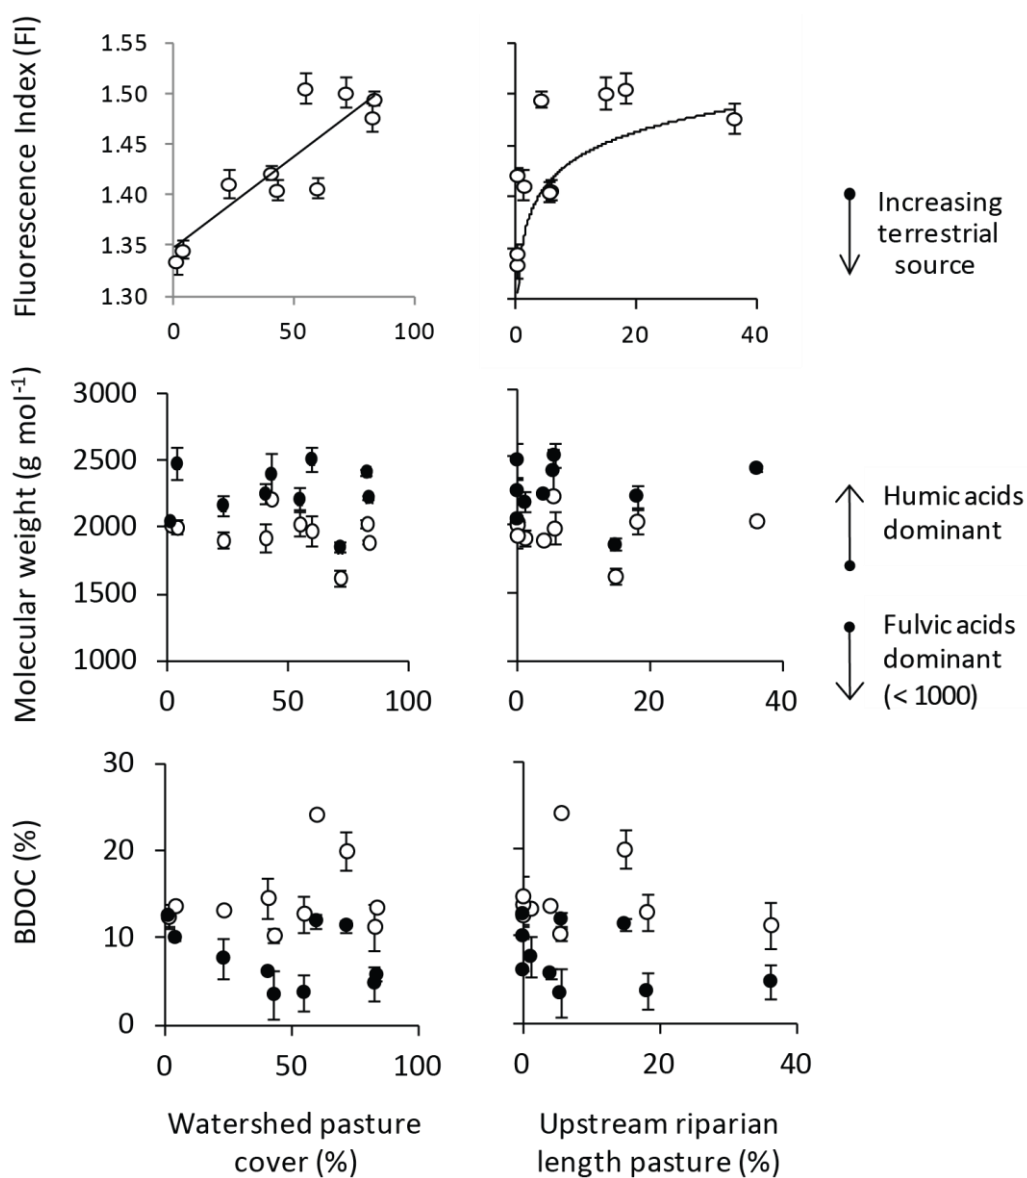 Fluorescence Index (FI)
1.55
1.50
1.45
1.40
1.35
1.30
0
50
100
0
20
40
Increasing
terrestrial
source
Molecular weight (g mol-1)
3000
2500
2000
1500
1000
0
50
100
0
20
40
Humic acids
dominant
Fulvic acids
dominant
(< 1000)
BDOC (%)
30
20
10
0
0
50
100
0
20
40
Watershed pasture
cover (%)
Upstream riparian
length pasture (%)